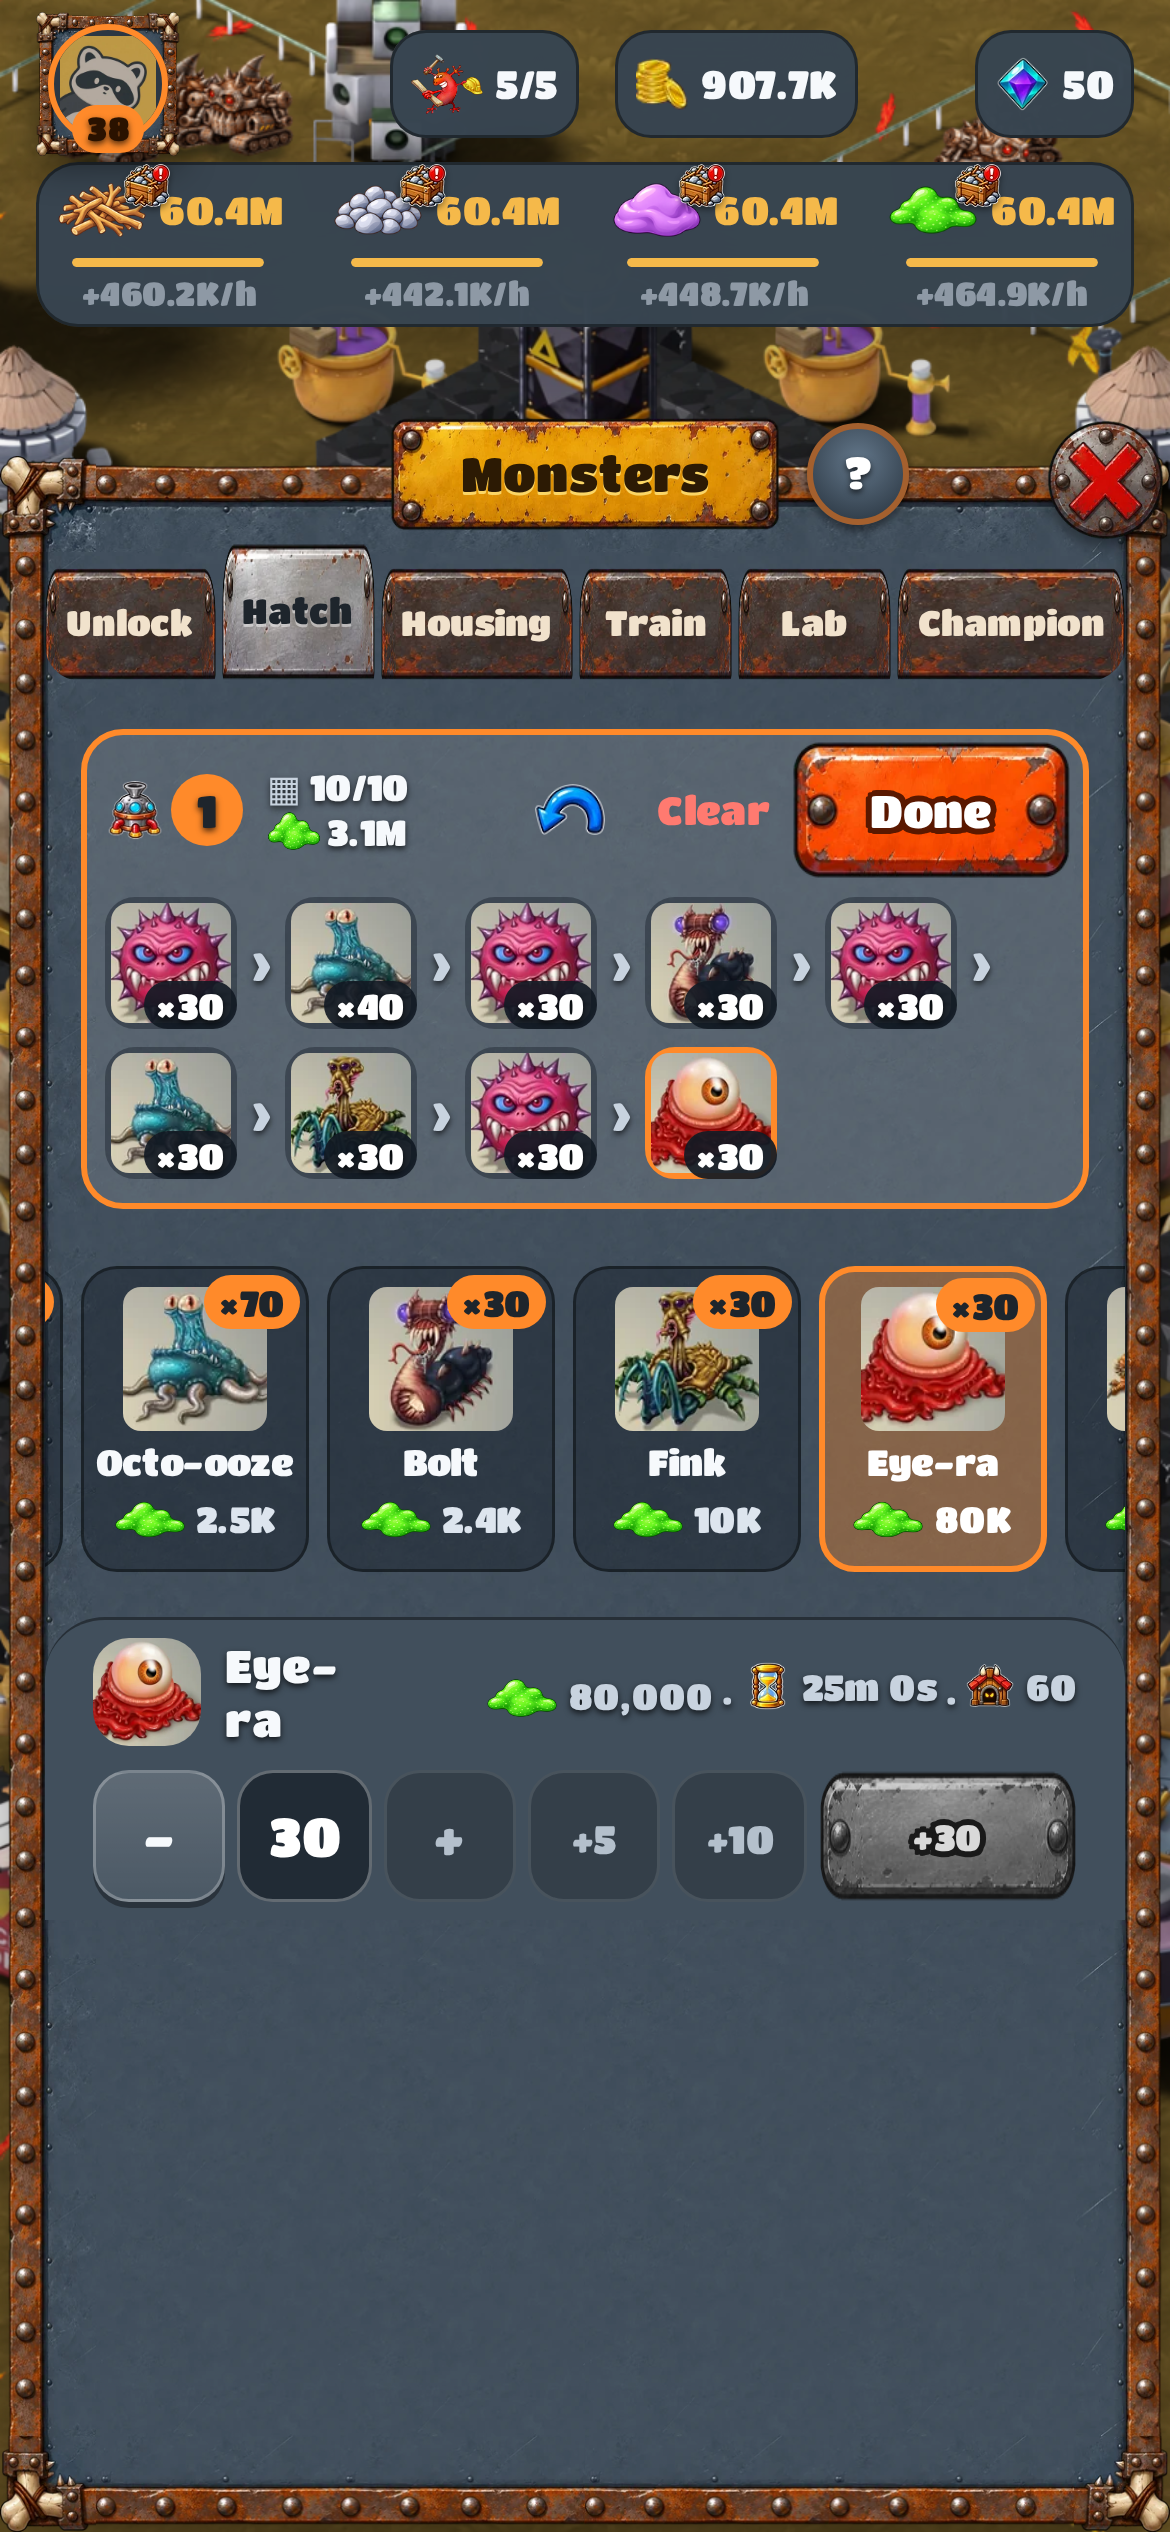 38
5/5
907.7K
50
60.4M
60.4M
60.4M
60.4M
+460.2K/h
+442.1K/h
+448.7K/h
+464.9K/h
Monsters
?
Unlock
Hatch
Housing
Train
Lab
Champion
1
10/10
3.1M
Clear
Done
×30
×40
×30
×30
×30
×30
×30
×30
×30
×70
×30
×30
×30
Octo-ooze
Bolt
Fink
Eye-ra
2.5K
2.4K
10K
80K
Eye-
ra
80,000 · 25m 0s · 60
-
30
+
+5
+10
+30